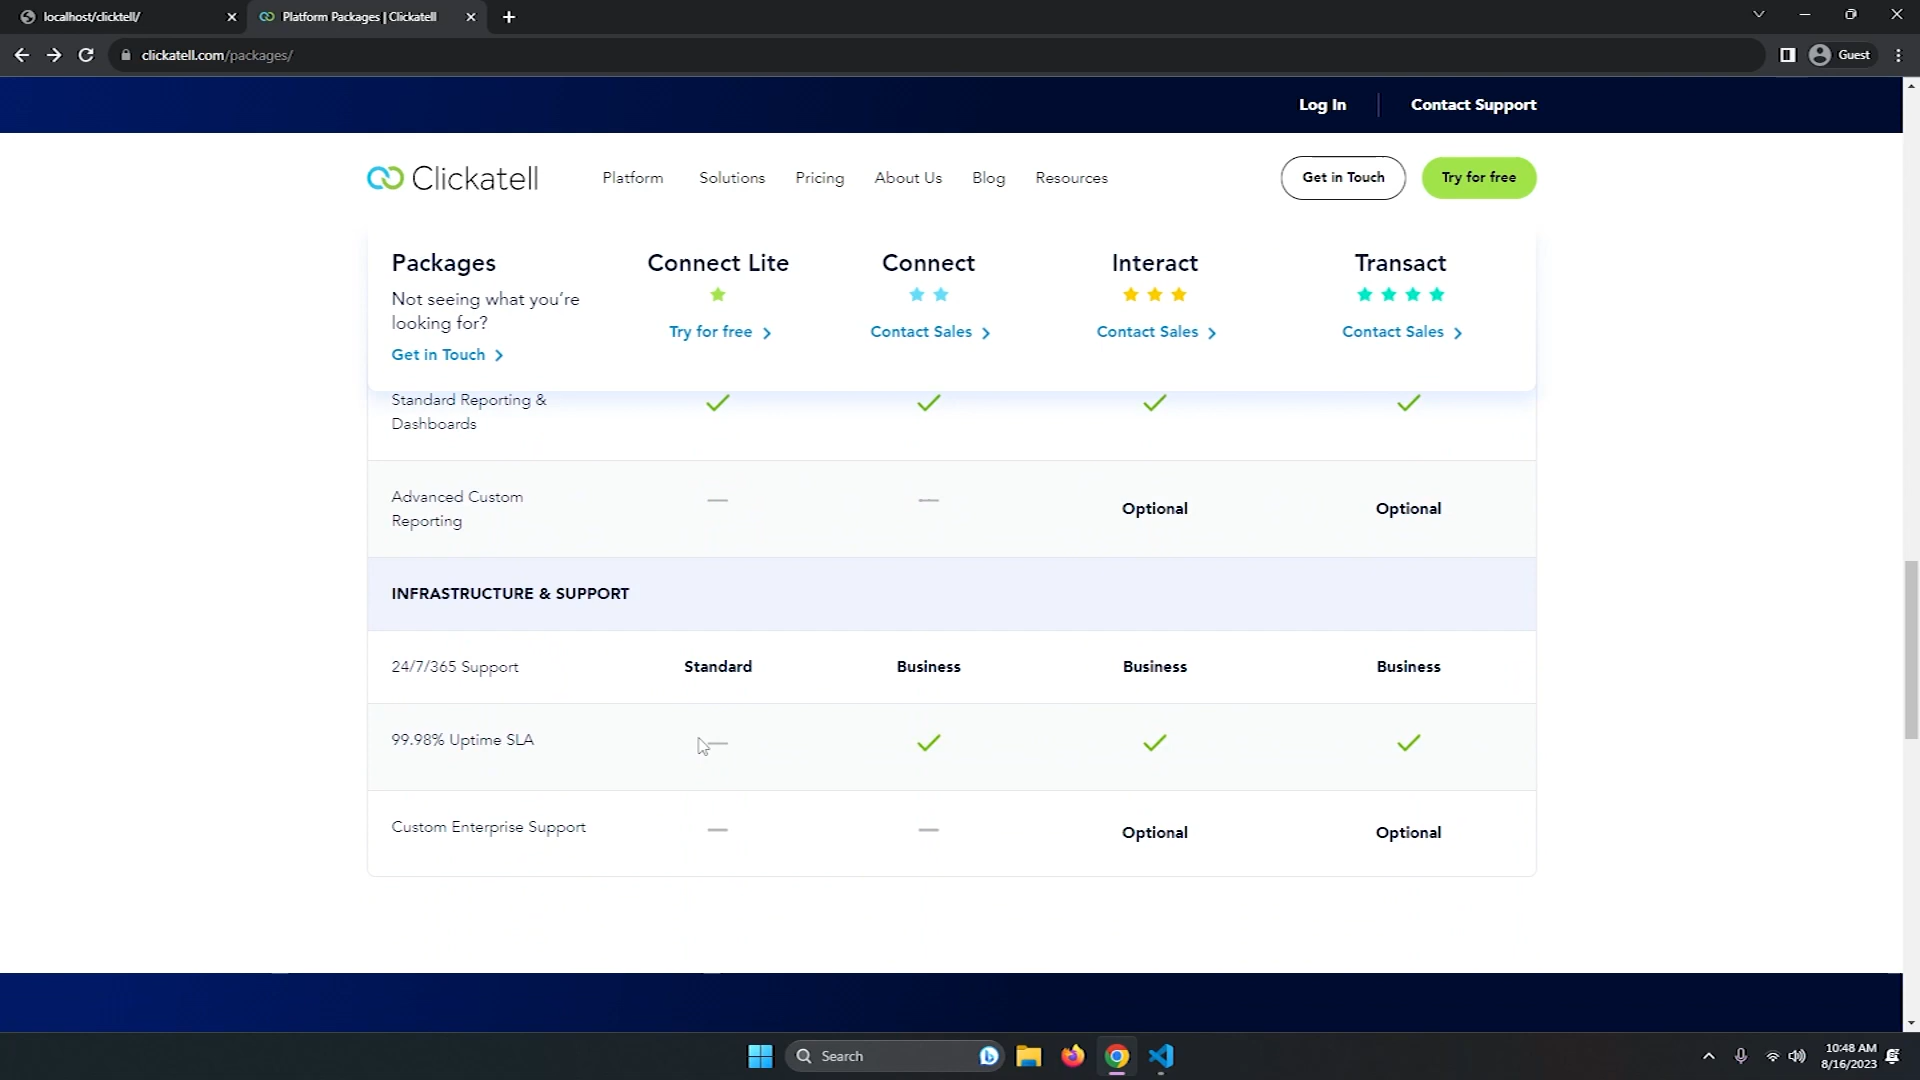 localhost/clicktell/
Platform Packages | Clickatell
clickatell.com/packages/
Guest
Log In
Contact Support
Clickatell
Platform
Solutions
Pricing
About Us
Blog
Resources
Get in Touch
Try for free
Packages
Connect Lite
Connect
Interact
Transact
Not seeing what you're
looking for?
Get in Touch
Try for free
Contact Sales
Contact Sales
Contact Sales
Standard Reporting &
Dashboards
Advanced Custom
Reporting
Optional
Optional
INFRASTRUCTURE & SUPPORT
24/7/365 Support
Standard
Business
Business
Business
99.98% Uptime SLA
Custom Enterprise Support
Optional
Optional
Search
10:48 AM
8/16/2023